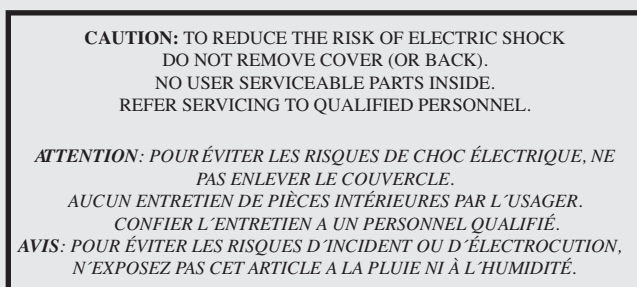 CAUTION: TO REDUCE THE RISK OF ELECTRIC SHOCK
DO NOT REMOVE COVER (OR BACK).
NO USER SERVICEABLE PARTS INSIDE.
REFER SERVICING TO QUALIFIED PERSONNEL.
ATTENTION: POUR ÉVITER LES RISQUES DE CHOC ÉLECTRIQUE, NE
PAS ENLEVER LE COUVERCLE.
AUCUN ENTRETIEN DE PIÈCES INTÉRIEURES PAR L´USAGER.
CONFIER L´ENTRETIEN A UN PERSONNEL QUALIFIÉ.
AVIS: POUR ÉVITER LES RISQUES D´INCIDENT OU D´ÉLECTROCUTION,
N´EXPOSEZ PAS CET ARTICLE A LA PLUIE NI À L´HUMIDITÉ.